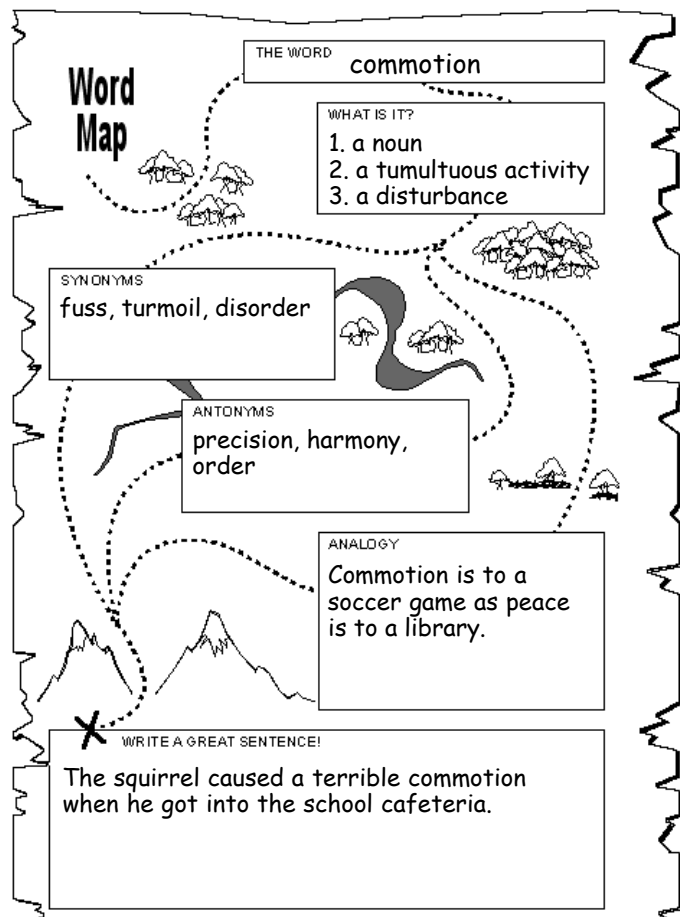 Word
Map
THE WORD
commotion
WHAT IS IT?
1. a noun
2. a tumultuous activity
3. a disturbance
SYNONYMS
fuss, turmoil, disorder
ANTONYMS
precision, harmony,
order
ANALOGY
Commotion is to a
soccer game as peace
is to a library.
WRITE A GREAT SENTENCE!
The squirrel caused a terrible commotion
when he got into the school cafeteria.